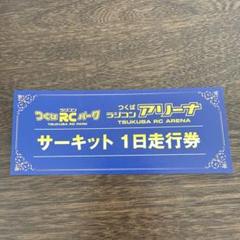 ラジコン
つくばRCパーク
TSUKUBA RC PARK
つくば
ラジコンアリーナ
TSUKUBA RC ARENA
サーキット 1日走行券